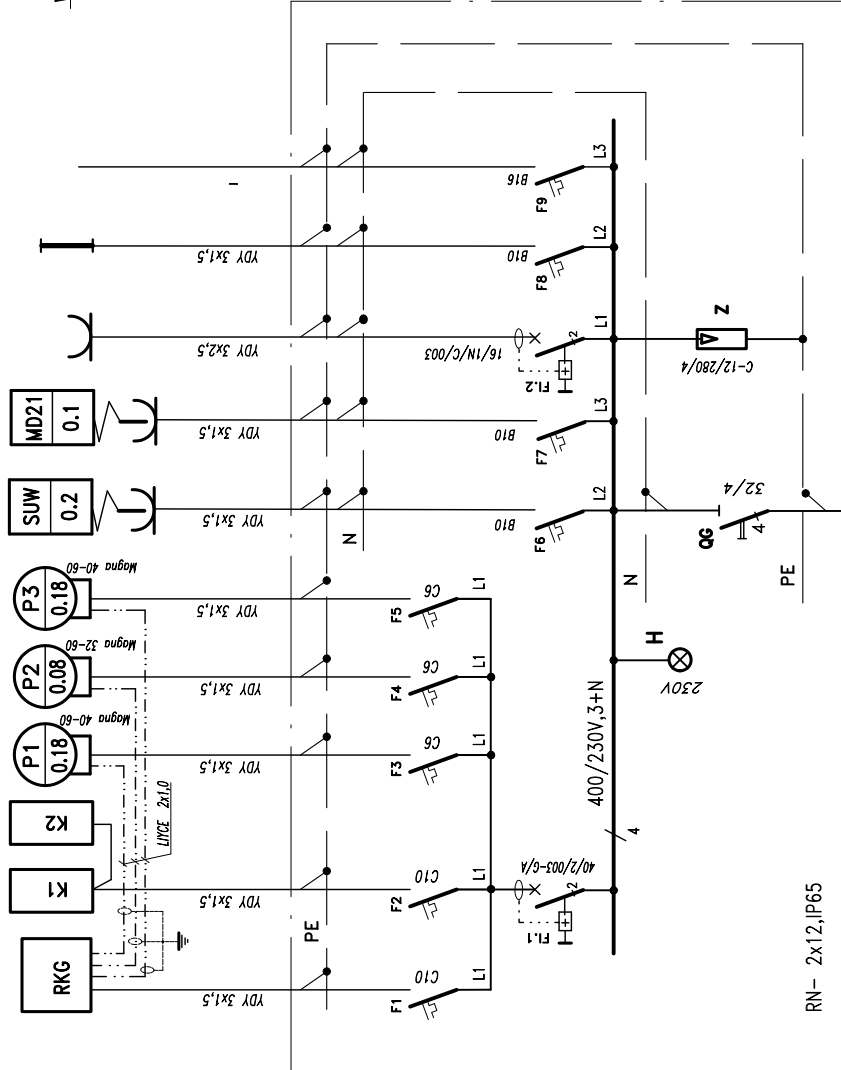 RKG
K1
K2
P1
0.18
P2
0.08
P3
0.18
SUW
0.2
MD21
0.1
Magna 40-60
Magna 32-60
Magna 40-60
LIYCE 2x1,0
YDY 3x1,5
YDY 3x1,5
YDY 3x1,5
YDY 3x1,5
YDY 3x1,5
YDY 3x1,5
YDY 3x1,5
YDY 3x2,5
YDY 3x1,5
–
PE
N
F1
C10
L1
F2
C10
L1
F3
C6
L1
F4
C6
L1
F5
C6
L1
F6
B10
L2
F7
B10
L3
FI.2
16/1N/C/003
2
L1
F8
B10
L2
F9
B16
L3
FI.1
40/2/003-G/A
2
400/230V,3+N
4
H
230V
N
PE
QG
32/4
4
Z
C-12/280/4
RN- 2x12,IP65